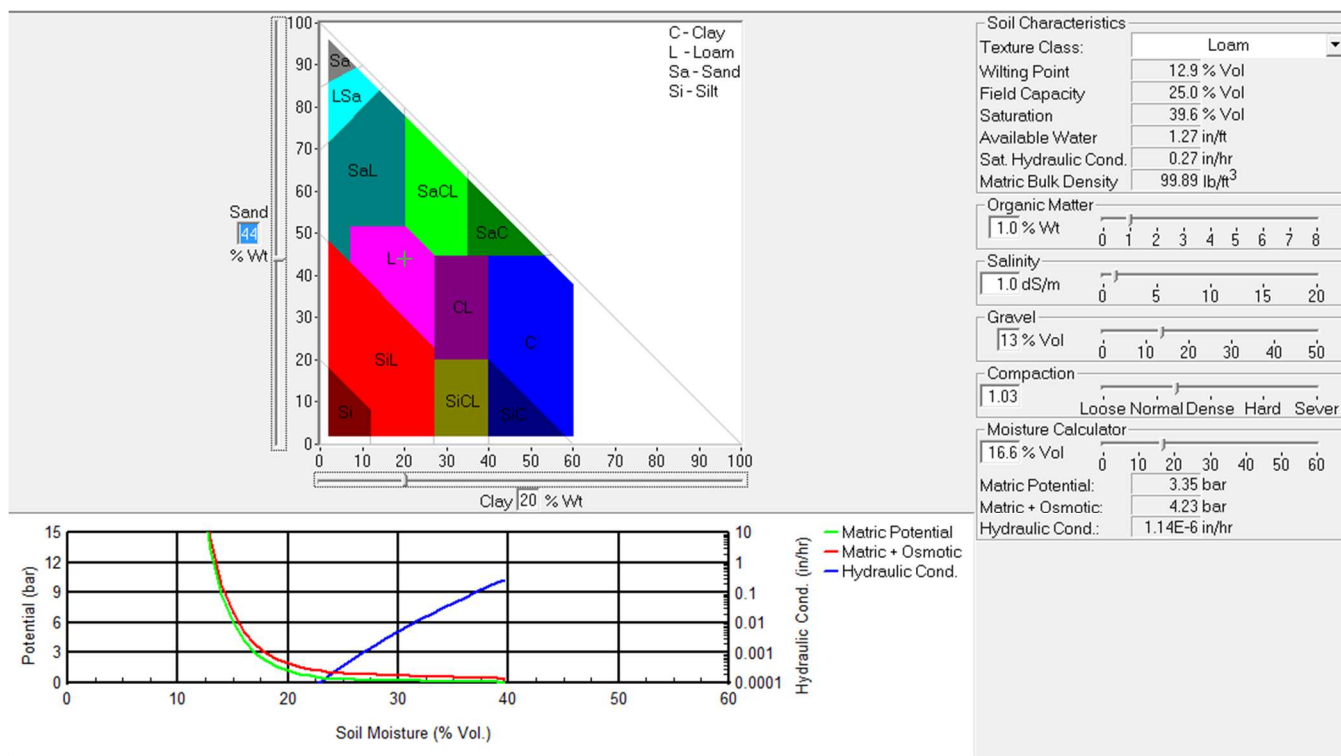 C - Clay
L - Loam
Sa - Sand
Si - Silt
100
90
80
70
60
50
40
30
20
10
0
Sa
LSa
SaL
SaCL
SaC
L
CL
C
SiL
SiCL
SiC
Si
Sand
44
% Wt
0 10 20 30 40 50 60 70 80 90 100
Clay 20 % Wt
Soil Characteristics
Texture Class: Loam
Wilting Point 12.9 % Vol
Field Capacity 25.0 % Vol
Saturation 39.6 % Vol
Available Water 1.27 in/ft
Sat. Hydraulic Cond. 0.27 in/hr
Matric Bulk Density 99.89 lb/ft3
Organic Matter
1.0 % Wt
0 1 2 3 4 5 6 7 8
Salinity
1.0 dS/m
0 5 10 15 20
Gravel
13 % Vol
0 10 20 30 40 50
Compaction
1.03
Loose Normal Dense Hard Sever
Moisture Calculator
16.6 % Vol
0 10 20 30 40 50 60
Matric Potential: 3.35 bar
Matric + Osmotic: 4.23 bar
Hydraulic Cond.: 1.14E-6 in/hr
Potential (bar)
15
12
9
6
3
0
10
1
0.1
0.01
0.001
0.0001
Hydraulic Cond. (in/hr)
0 10 20 30 40 50 60
Soil Moisture (% Vol.)
Matric Potential
Matric + Osmotic
Hydraulic Cond.